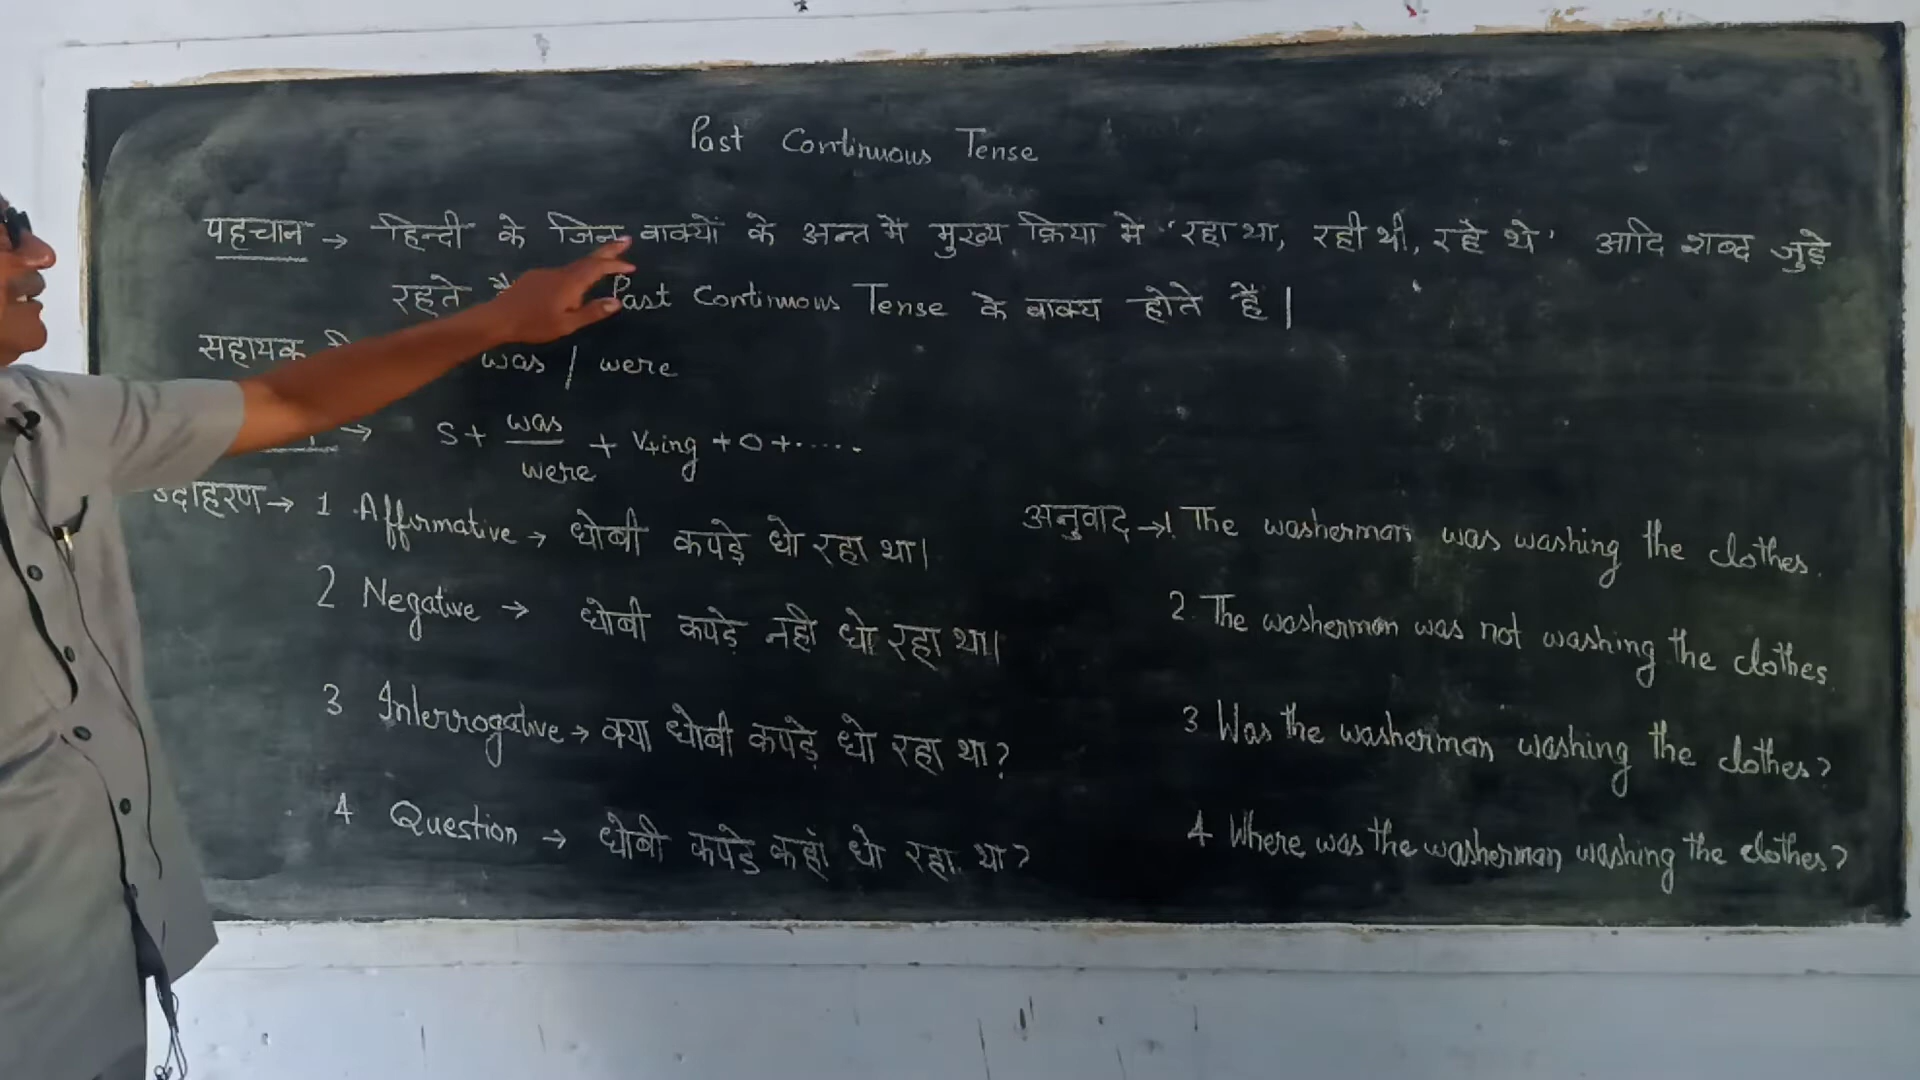 Past Continuous Tense
पहचान → हिन्दी के जिन वाक्यों के अन्त में मुख्य क्रिया में "रहा था, रही थी, रहे थे" आदि शब्द जुड़े
रहते Past Continuous Tense के वाक्य होते हैं |
सहायक was / were
→ S + was/were + V+ing + O + .....
उदाहरण → 1. Affirmative → धोबी कपड़े धो रहा था।
2 Negative → धोबी कपड़े नही धो रहा था।
3 Interrogative → क्या धोबी कपड़े धो रहा था?
4 Question → धोबी कपड़े कहां धो रहा था?
अनुवाद → 1. The washerman was washing the clothes.
2. The washerman was not washing the clothes.
3 Was the washerman washing the clothes?
4 Where was the washerman washing the clothes?